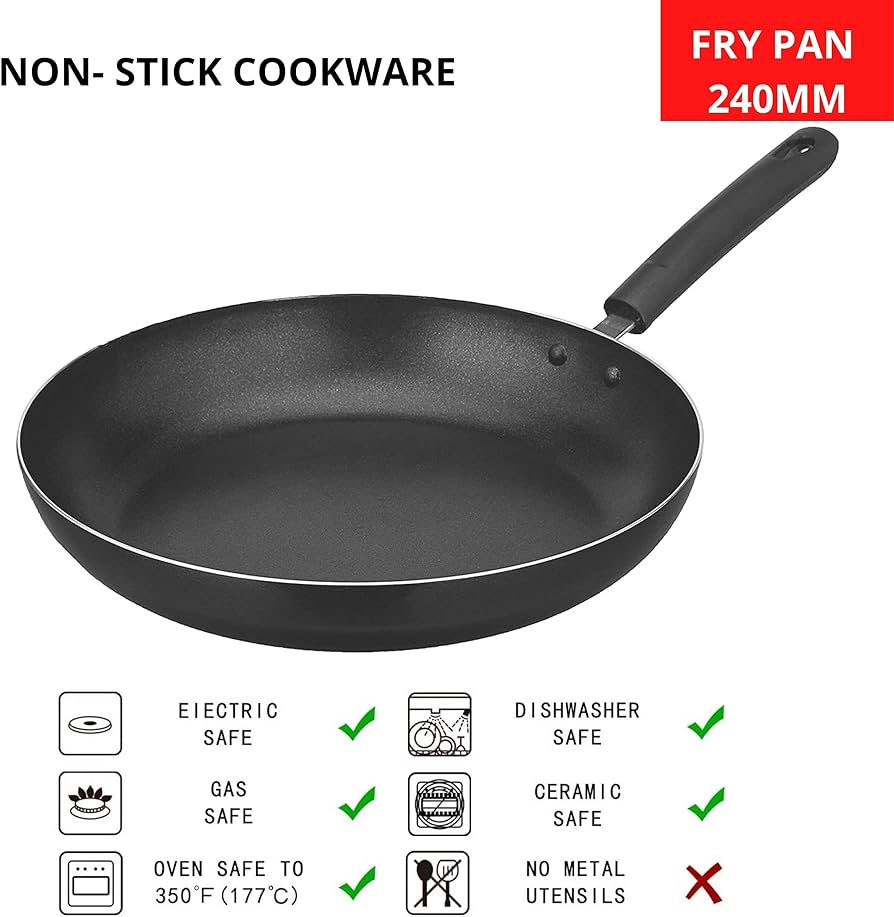 NON- STICK COOKWARE
FRY PAN
240MM
ElECTRIC
SAFE
DISHWASHER
SAFE
GAS
SAFE
CERAMIC
SAFE
OVEN SAFE TO
350°F(177℃)
NO METAL
UTENSILS